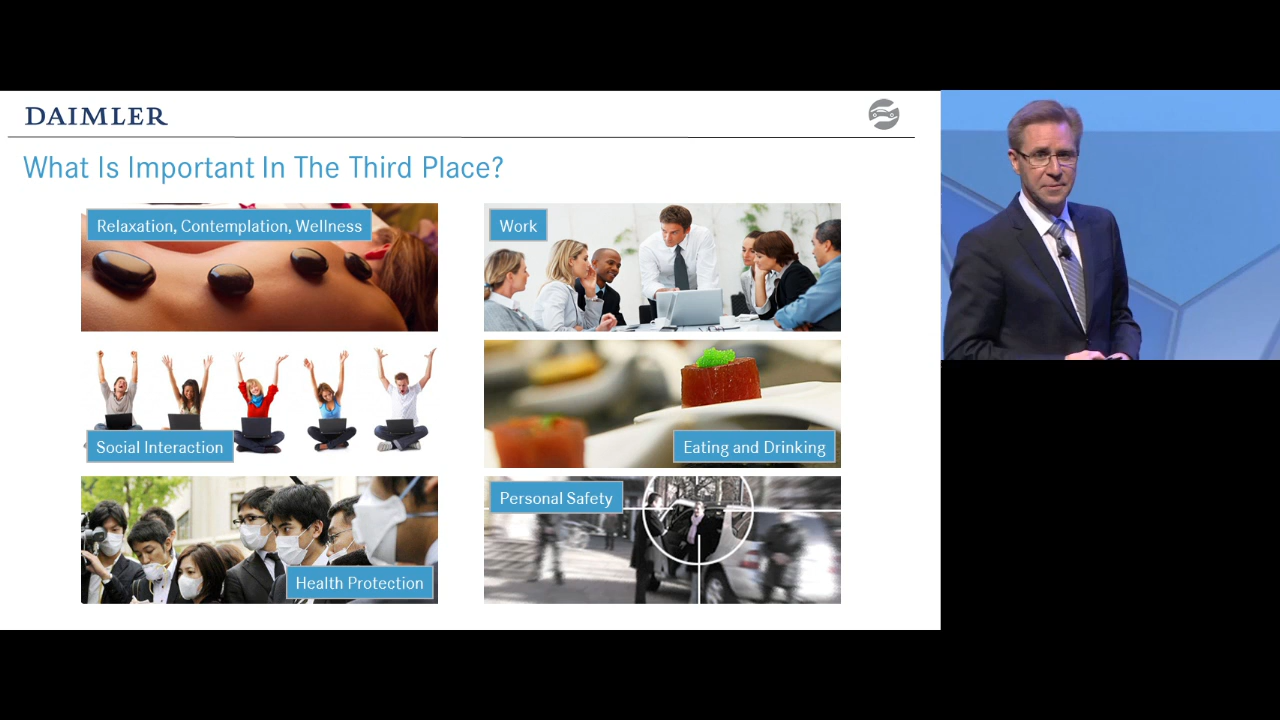 DAIMLER
What Is Important In The Third Place?
Relaxation, Contemplation, Wellness
Work
Social Interaction
Eating and Drinking
Health Protection
Personal Safety